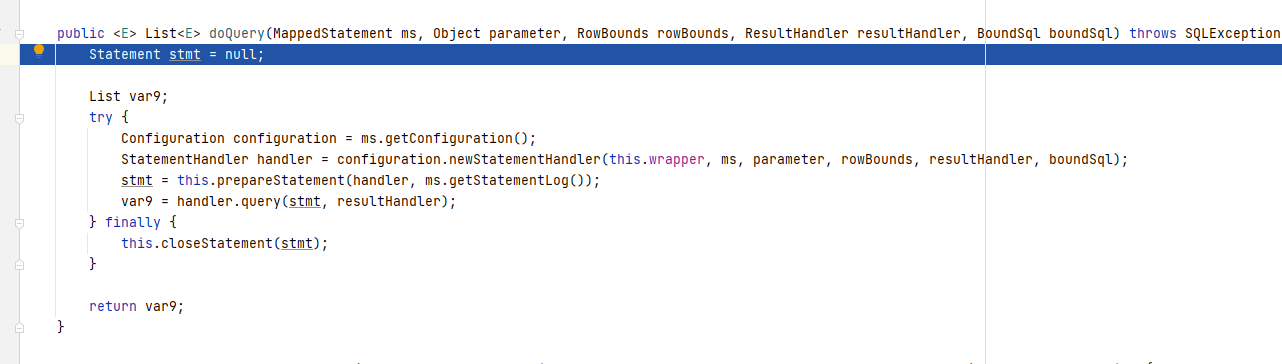 public <E> List<E> doQuery(MappedStatement ms, Object parameter, RowBounds rowBounds, ResultHandler resultHandler, BoundSql boundSql) throws SQLException
Statement stmt = null;
List var9;
try {
Configuration configuration = ms.getConfiguration();
StatementHandler handler = configuration.newStatementHandler(this.wrapper, ms, parameter, rowBounds, resultHandler, boundSql);
stmt = this.prepareStatement(handler, ms.getStatementLog());
var9 = handler.query(stmt, resultHandler);
} finally {
this.closeStatement(stmt);
}
return var9;
}